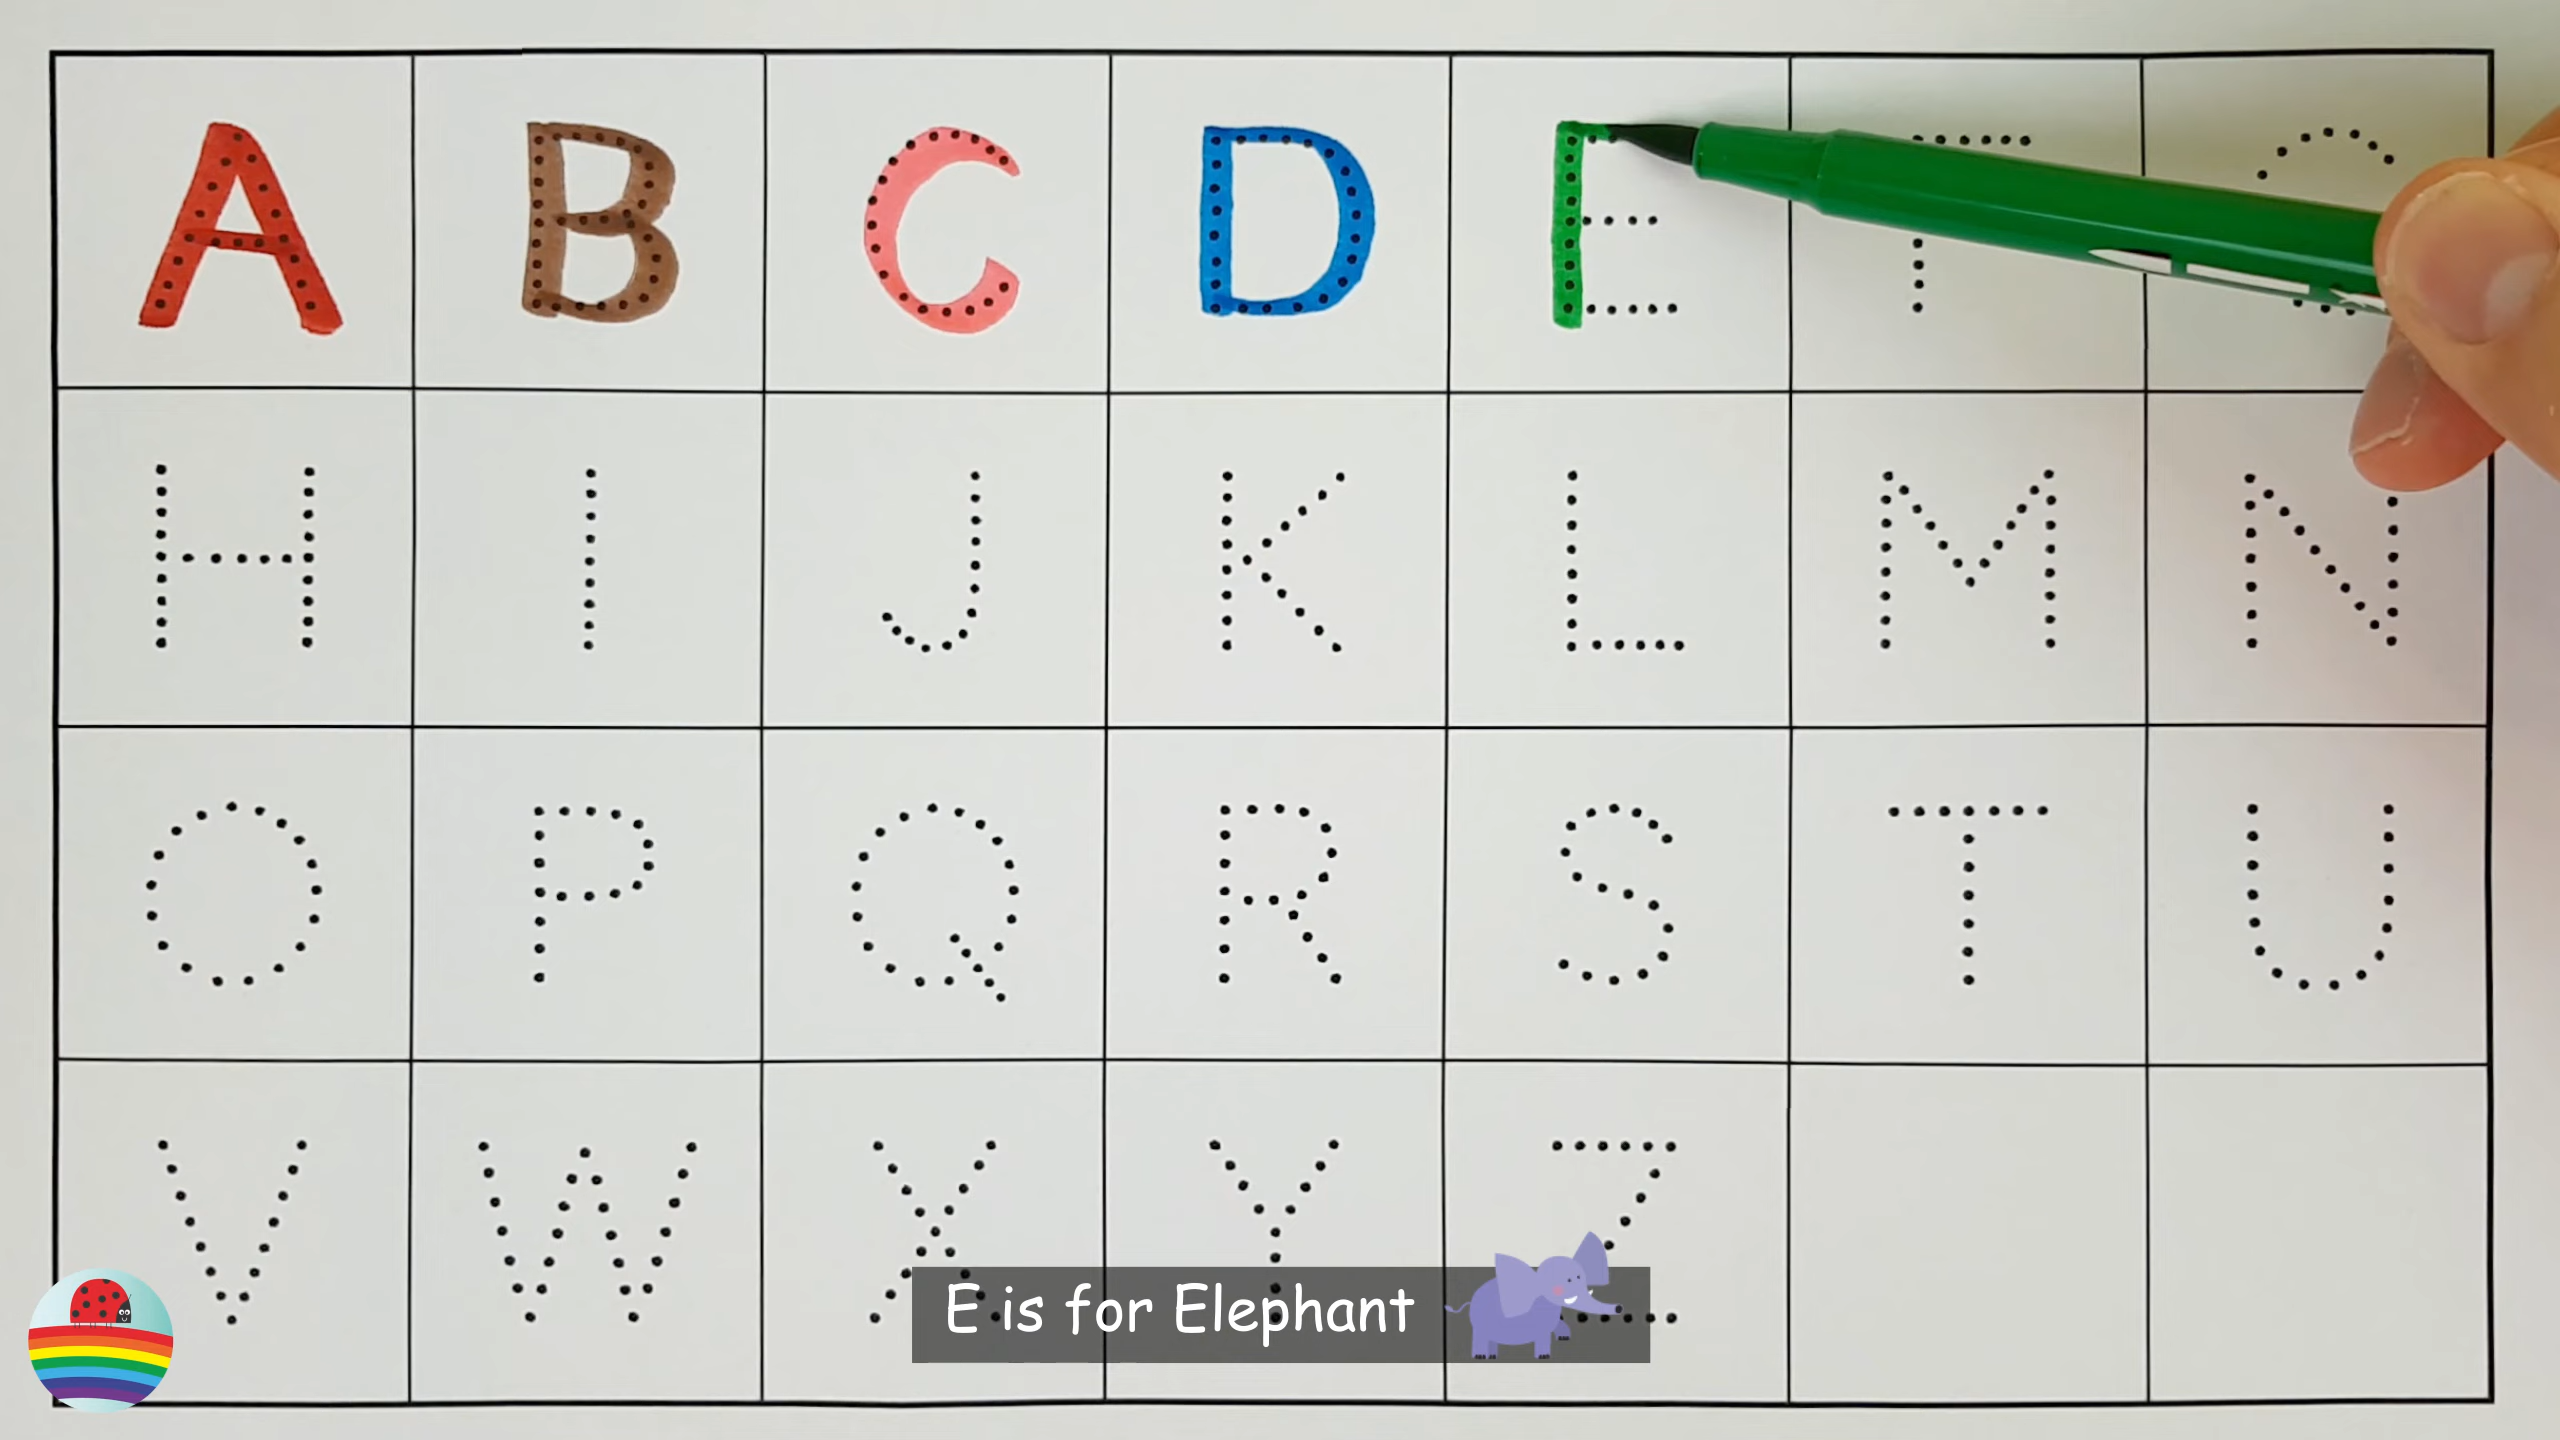 A B C D E F G
H I J K L M N
O P Q R S T U
V W X Y Z
E is for Elephant